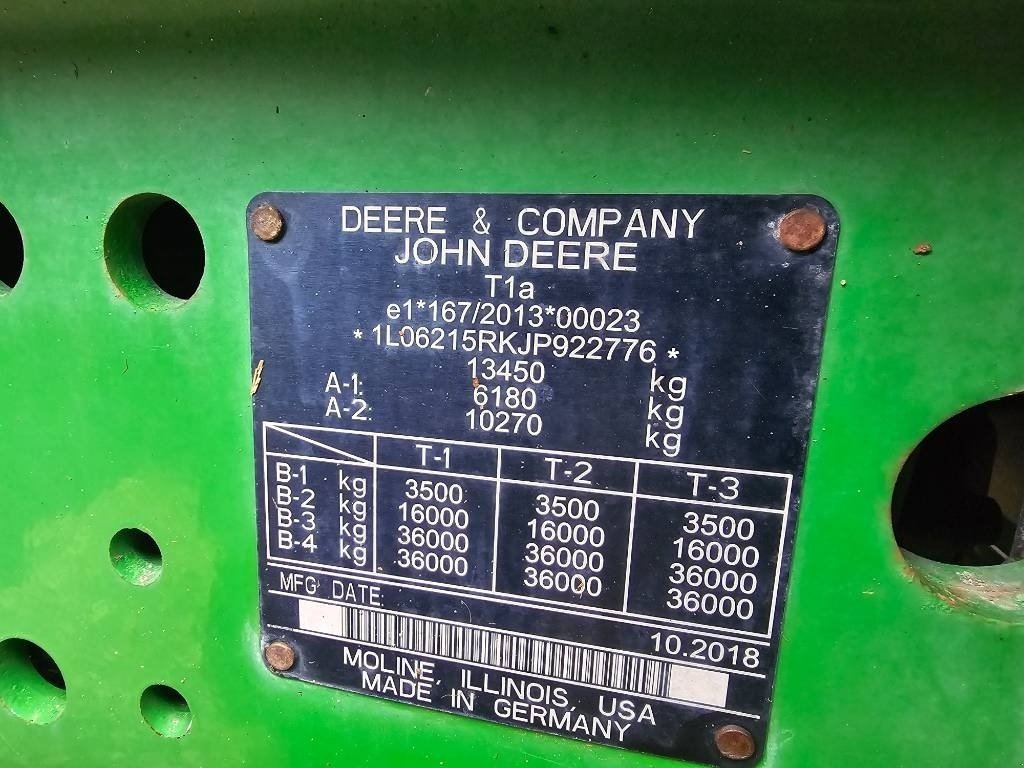 DEERE & COMPANY
JOHN DEERE
T1a
e1*167/2013*00023
* 1L06215RKJP922776 *
13450 kg
A-1: 6180 kg
A-2: 10270 kg
T-1 T-2 T-3
B-1 kg 3500 3500 3500
B-2 kg 16000 16000 16000
B-3 kg 36000 36000 36000
B-4 kg 36000 36000 36000
MFG DATE: 10.2018
MOLINE, ILLINOIS, USA
MADE IN GERMANY